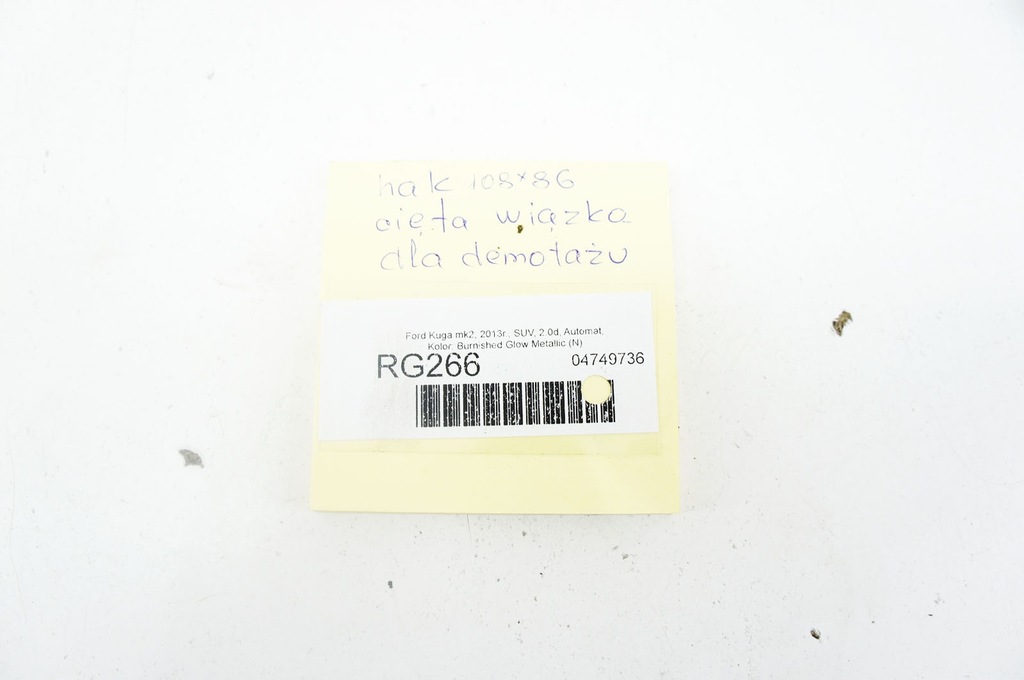 hak 108x86
cięta wiązka
dla demotażu
Ford Kuga mk2, 2013r., SUV, 2.0d, Automat,
Kolor: Burnished Glow Metallic (N)
RG266 04749736